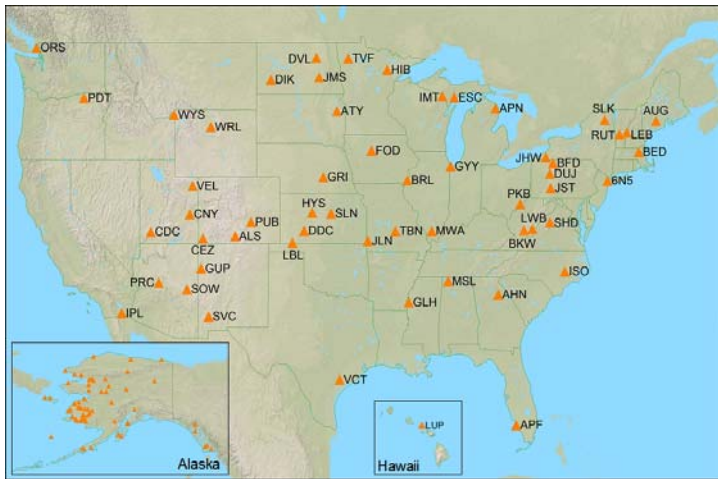 ORS
DVL
TVF
HIB
DIK
JMS
PDT
IMT
ESC
APN
SLK
AUG
WYS
WRL
ATY
RUT
LEB
FOD
JHW
BFD
BED
GYY
DUJ
VEL
GRI
BRL
JST
6N5
PKB
CNY
HYS
SLN
PUB
LWB
SHD
CDC
ALS
DDC
TBN
MWA
BKW
CEZ
LBL
JLN
GUP
ISO
PRC
SOW
MSL
AHN
GLH
IPL
SVC
VCT
LUP
APF
Alaska
Hawaii